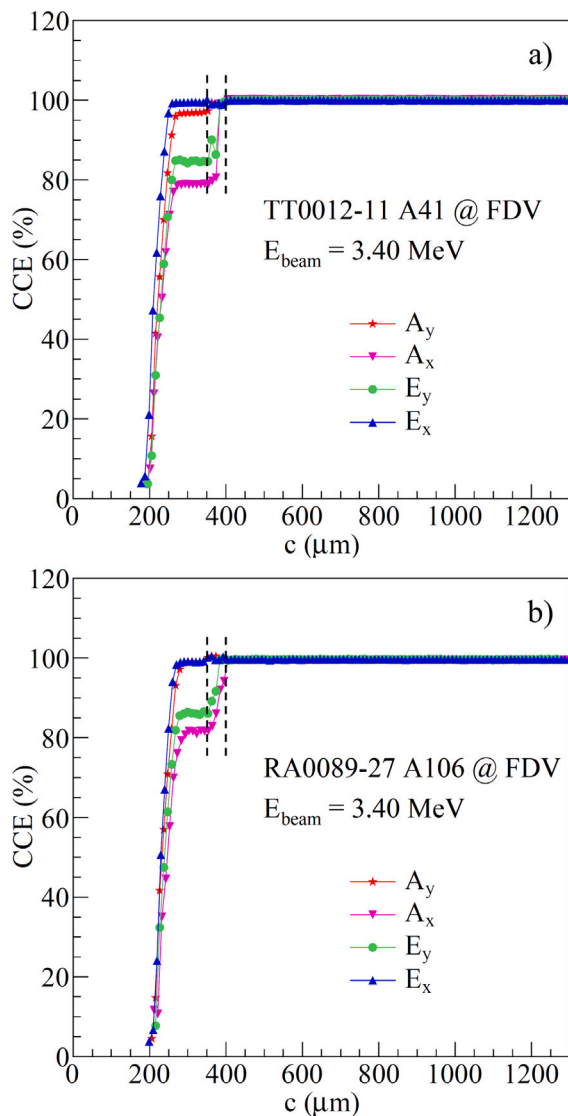 120
a)
100
80
TT0012-11 A41 @ FDV
E_beam = 3.40 MeV
CCE (%)
60
A_y
40
A_x
E_y
20
E_x
0
0 200 400 600 800 1000 1200
c (μm)
120
b)
100
80
RA0089-27 A106 @ FDV
E_beam = 3.40 MeV
CCE (%)
60
A_y
40
A_x
E_y
20
E_x
0
0 200 400 600 800 1000 1200
c (μm)